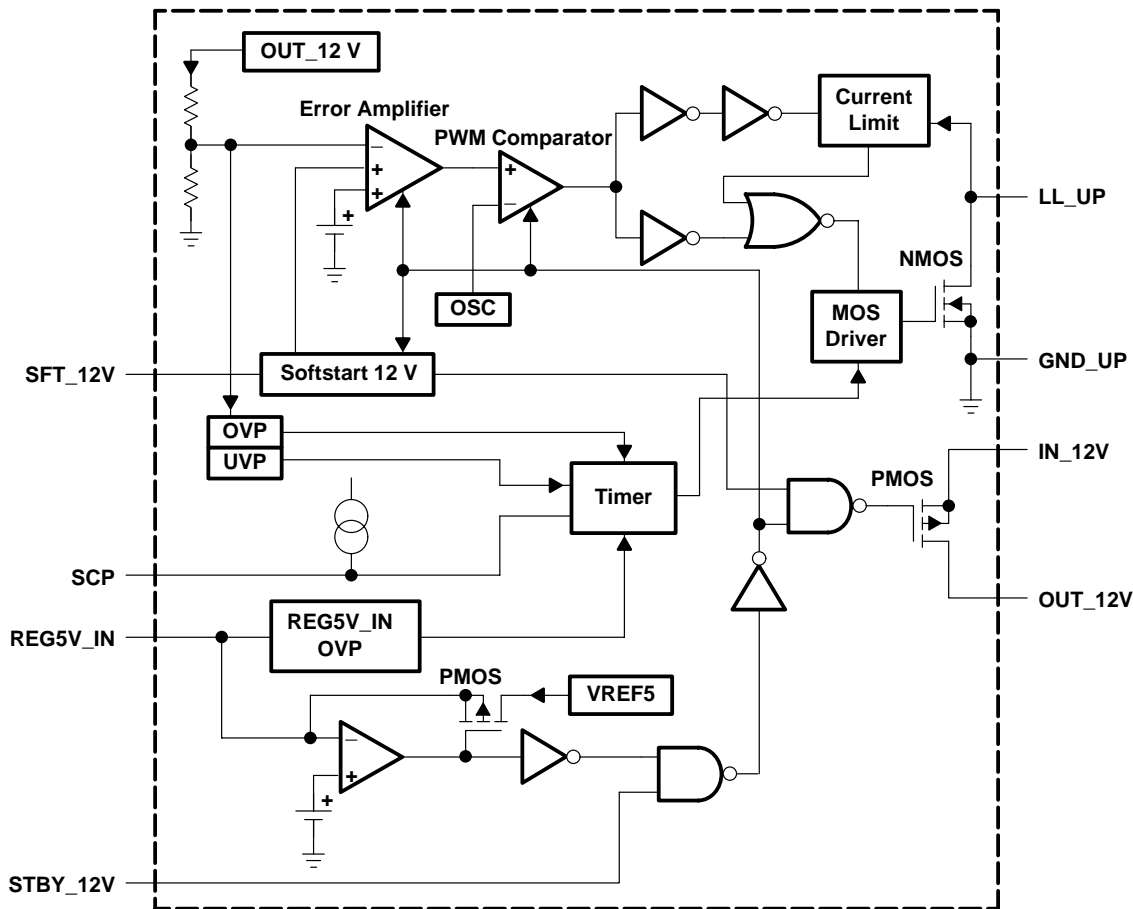 OUT_12 V
Error Amplifier
PWM Comparator
Current
Limit
−
+
+
+
+
−
LL_UP
NMOS
OSC
MOS
Driver
SFT_12V
Softstart 12 V
GND_UP
OVP
UVP
Timer
PMOS
IN_12V
SCP
OUT_12V
REG5V_IN
REG5V_IN
OVP
PMOS
VREF5
−
+
+
STBY_12V